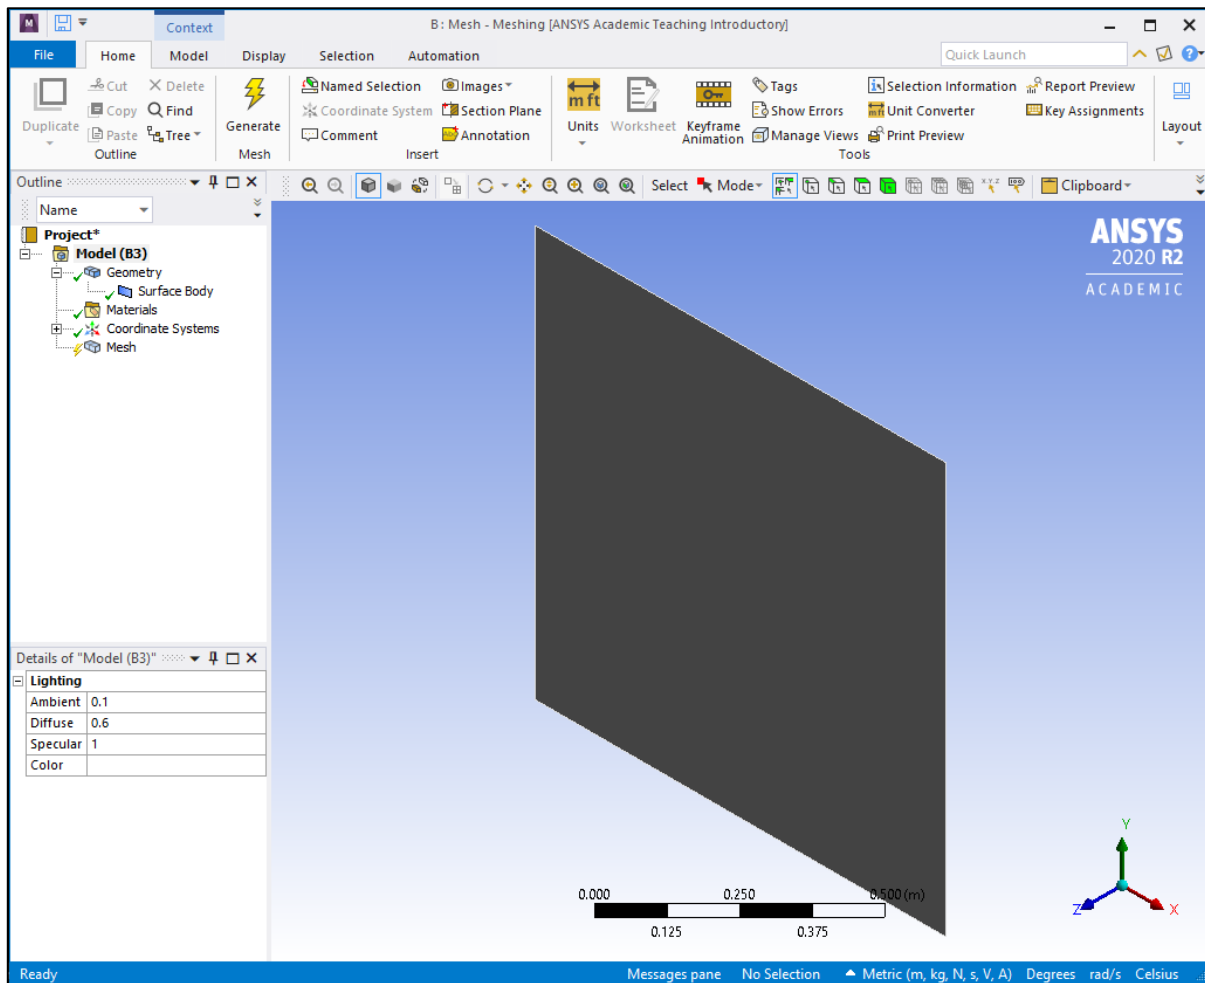 M Context B : Mesh - Meshing [ANSYS Academic Teaching Introductory]
File Home Model Display Selection Automation Quick Launch
Duplicate Cut Copy Paste Delete Find Tree
Outline
Generate
Mesh
Named Selection Images
Coordinate System Section Plane
Comment Annotation
Insert
Units Worksheet Keyframe Animation
Tags Selection Information Report Preview
Show Errors Unit Converter Key Assignments
Manage Views Print Preview
Tools
Layout
Outline
Select Mode Clipboard
Name
Project*
Model (B3)
Geometry
Surface Body
Materials
Coordinate Systems
Mesh
ANSYS
2020 R2
ACADEMIC
Details of "Model (B3)"
Lighting
Ambient 0.1
Diffuse 0.6
Specular 1
Color
0.000 0.250 0.500 (m)
0.125 0.375
Y
Z X
Ready Messages pane No Selection Metric (m, kg, N, s, V, A) Degrees rad/s Celsius